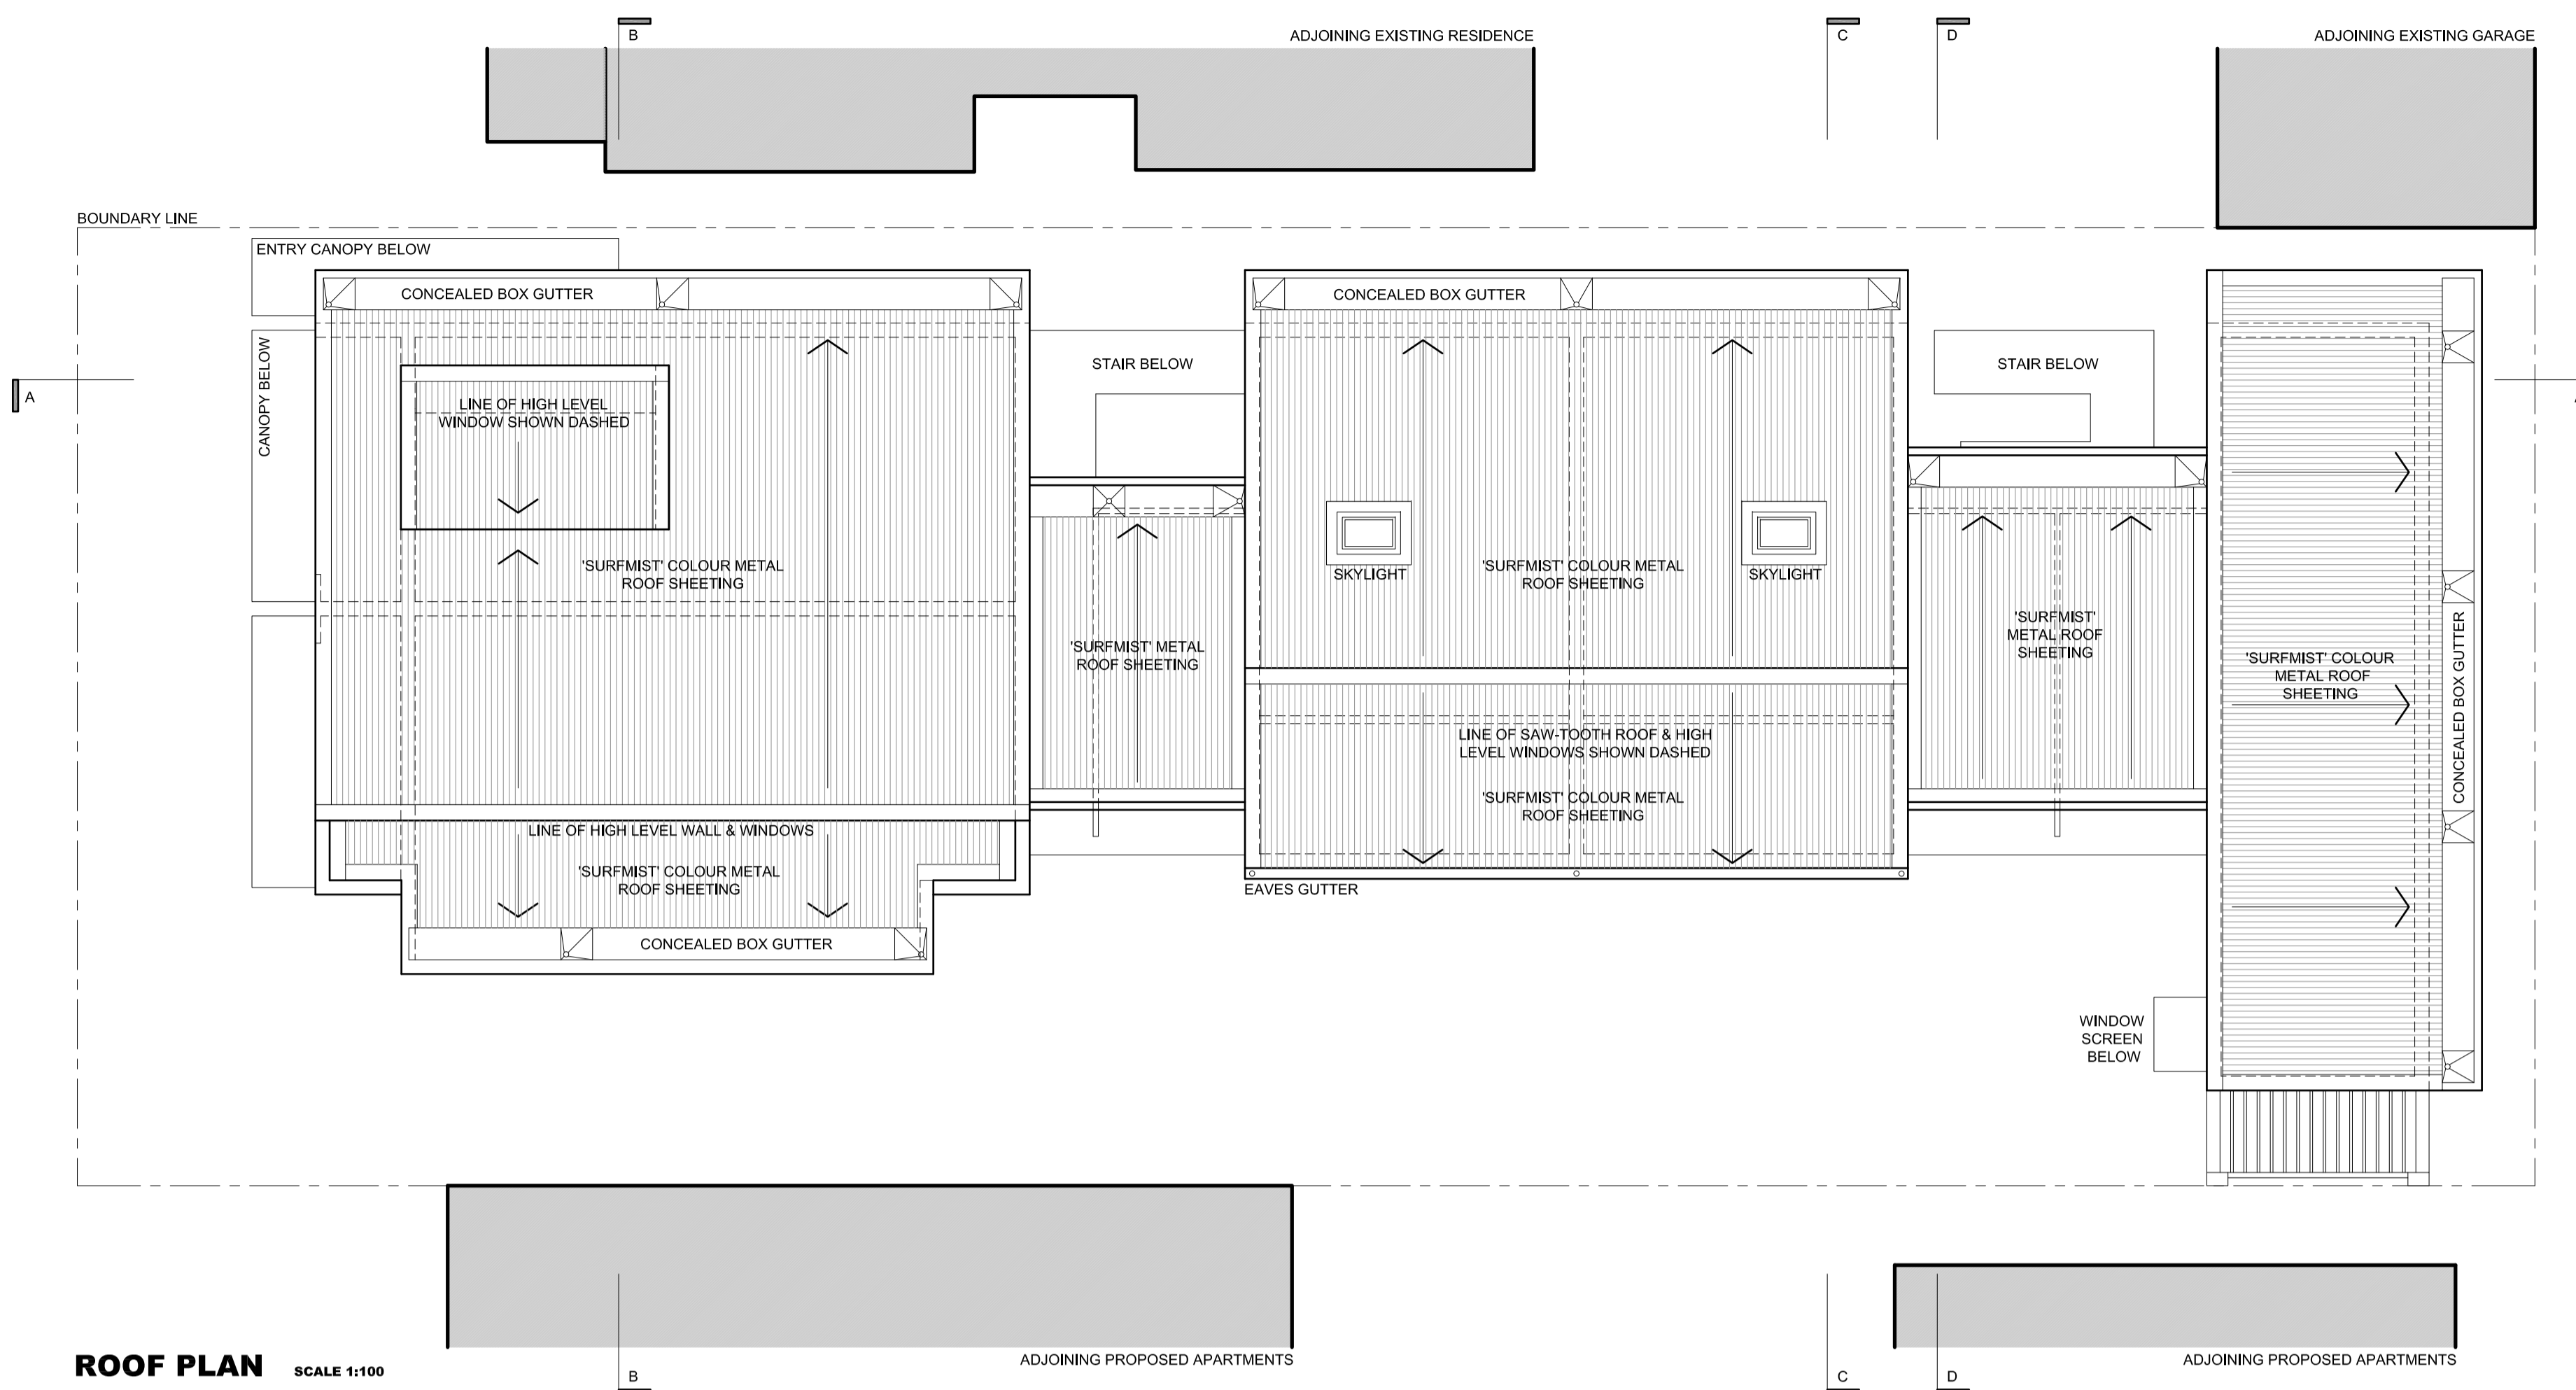 B
ADJOINING EXISTING RESIDENCE
C
D
ADJOINING EXISTING GARAGE
BOUNDARY LINE
ENTRY CANOPY BELOW
CONCEALED BOX GUTTER
CONCEALED BOX GUTTER
CANOPY BELOW
STAIR BELOW
STAIR BELOW
A
LINE OF HIGH LEVEL
WINDOW SHOWN DASHED
'SURFMIST' COLOUR METAL
ROOF SHEETING
SKYLIGHT
'SURFMIST' COLOUR METAL
ROOF SHEETING
SKYLIGHT
'SURFMIST' METAL
ROOF SHEETING
'SURFMIST'
METAL ROOF
SHEETING
'SURFMIST' COLOUR
METAL ROOF
SHEETING
CONCEALED BOX GUTTER
LINE OF SAW-TOOTH ROOF & HIGH
LEVEL WINDOWS SHOWN DASHED
'SURFMIST' COLOUR METAL
ROOF SHEETING
LINE OF HIGH LEVEL WALL & WINDOWS
'SURFMIST' COLOUR METAL
ROOF SHEETING
EAVES GUTTER
CONCEALED BOX GUTTER
WINDOW
SCREEN
BELOW
ROOF PLAN
SCALE 1:100
B
ADJOINING PROPOSED APARTMENTS
C
D
ADJOINING PROPOSED APARTMENTS